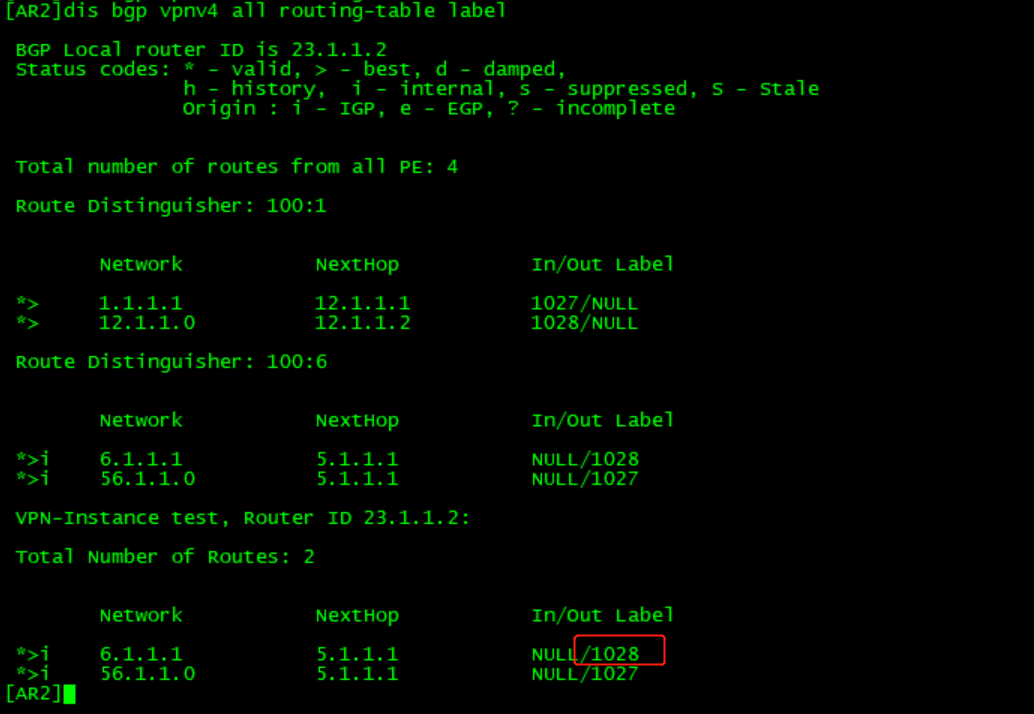 [AR2]dis bgp vpnv4 all routing-table label
BGP Local router ID is 23.1.1.2
Status codes: * - valid, > - best, d - damped,
h - history,  i - internal, s - suppressed, S - Stale
Origin : i - IGP, e - EGP, ? - incomplete
Total number of routes from all PE: 4
Route Distinguisher: 100:1
Network NextHop In/Out Label
*> 1.1.1.1 12.1.1.1 1027/NULL
*> 12.1.1.0 12.1.1.2 1028/NULL
Route Distinguisher: 100:6
Network NextHop In/Out Label
*>i 6.1.1.1 5.1.1.1 NULL/1028
*>i 56.1.1.0 5.1.1.1 NULL/1027
VPN-Instance test, Router ID 23.1.1.2:
Total Number of Routes: 2
Network NextHop In/Out Label
*>i 6.1.1.1 5.1.1.1 NULL/1028
*>i 56.1.1.0 5.1.1.1 NULL/1027
[AR2]